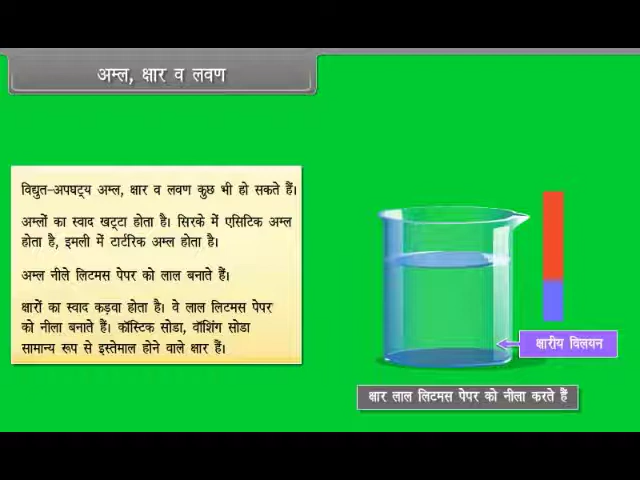 अम्ल, क्षार व लवण
विद्युत-अपघट्य अम्ल, क्षार व लवण कुछ भी हो सकते हैं।
अम्लों का स्वाद खट्टा होता है। सिरके में एसिटिक अम्ल
होता है, इमली में टार्टरिक अम्ल होता है।
अम्ल नीले लिटमस पेपर को लाल बनाते हैं।
क्षारों का स्वाद कड़वा होता है। वे लाल लिटमस पेपर
को नीला बनाते हैं। कॉस्टिक सोडा, वॉशिंग सोडा
सामान्य रूप से इस्तेमाल होने वाले क्षार हैं।
क्षारीय विलयन
क्षार लाल लिटमस पेपर को नीला करते हैं